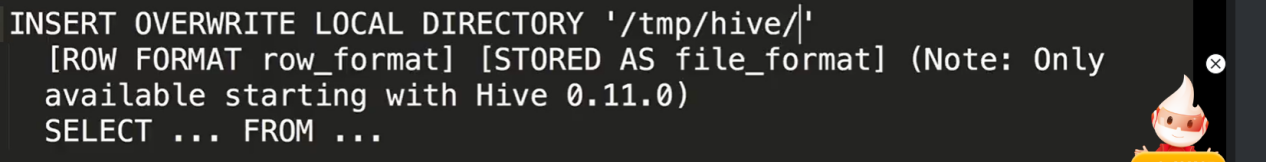 INSERT OVERWRITE LOCAL DIRECTORY '/tmp/hive/'
[ROW FORMAT row_format] [STORED AS file_format] (Note: Only
available starting with Hive 0.11.0)
SELECT ... FROM ...